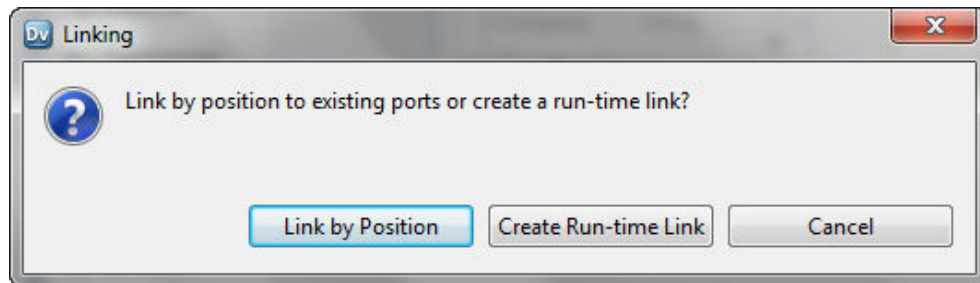 Dv Linking
Link by position to existing ports or create a run-time link?
Link by Position Create Run-time Link Cancel